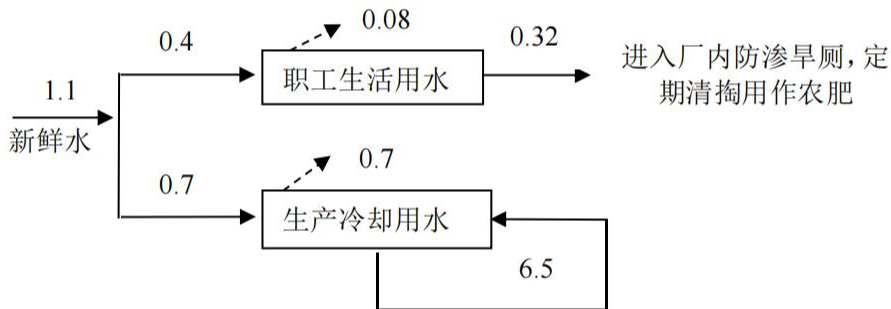 0.08
0.4
0.32
职工生活用水
进入厂内防渗旱厕，定
期清掏用作农肥
1.1
新鲜水
0.7
0.7
生产冷却用水
6.5